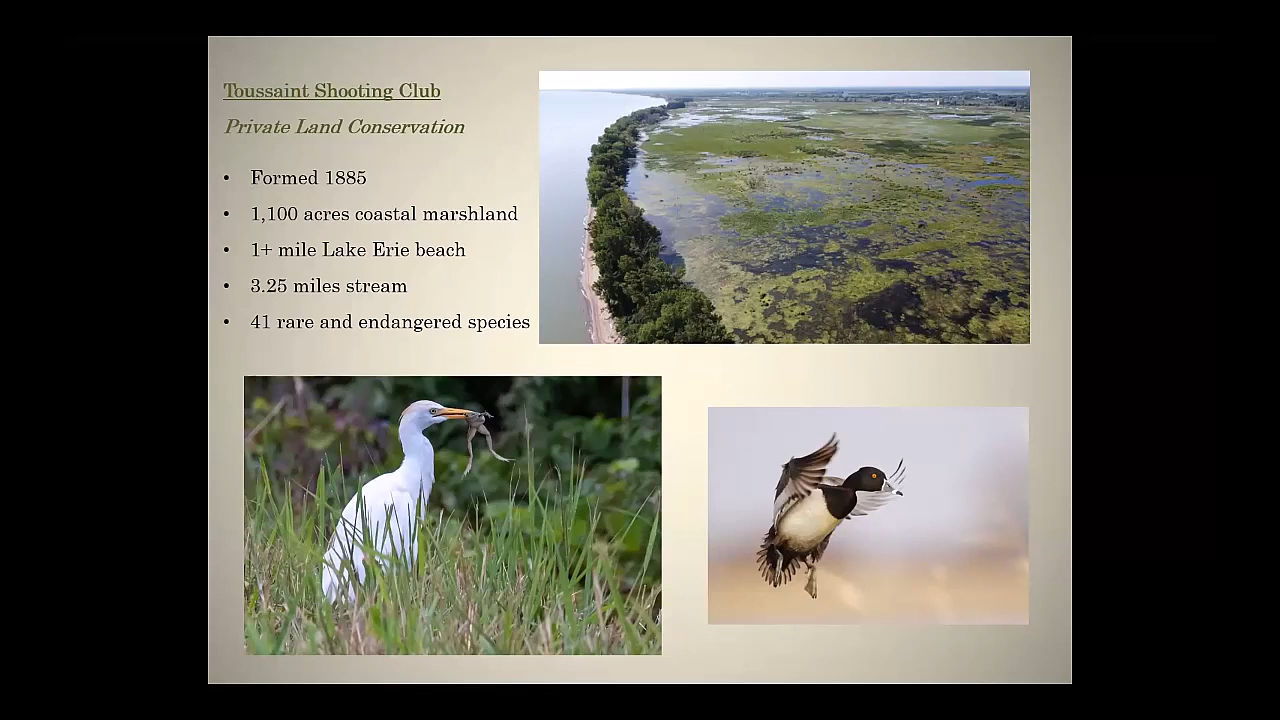 Toussaint Shooting Club
Private Land Conservation
• Formed 1885
• 1,100 acres coastal marshland
• 1+ mile Lake Erie beach
• 3.25 miles stream
• 41 rare and endangered species